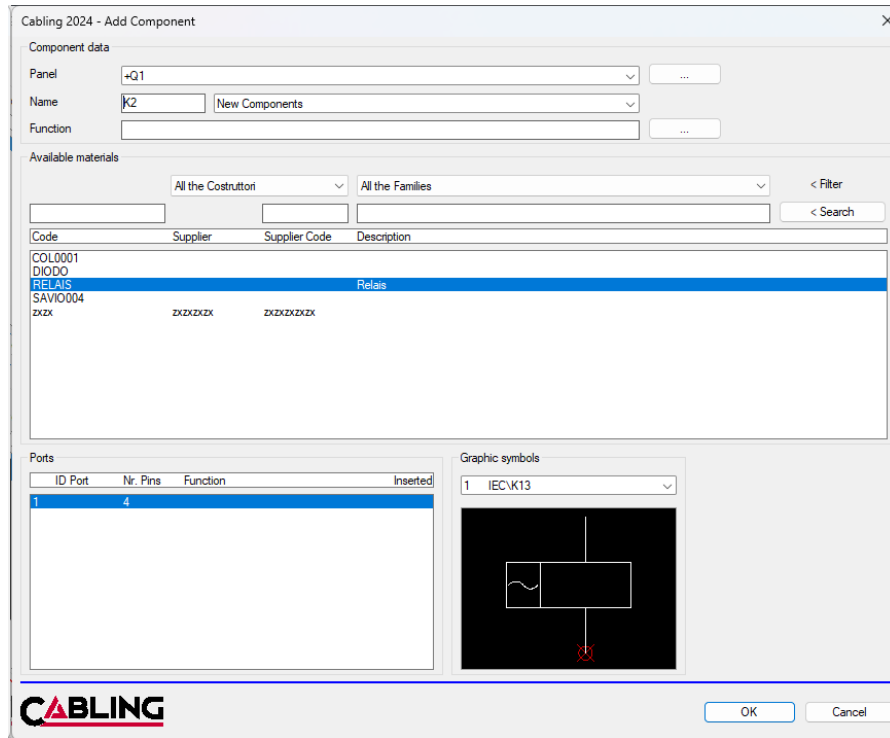 Cabling 2024 - Add Component
Component data
Panel +Q1 ...
Name K2 New Components
Function ...
Available materials
All the Costruttori All the Families < Filter
< Search
Code Supplier Supplier Code Description
COL0001
DIODO
RELAIS Relais
SAVIO004
zxzx zxzxzxzx zxzxzxzxzx
Ports
ID Port Nr. Pins Function Inserted
1 4
Graphic symbols
1 IEC\K13
CABLING
OK Cancel